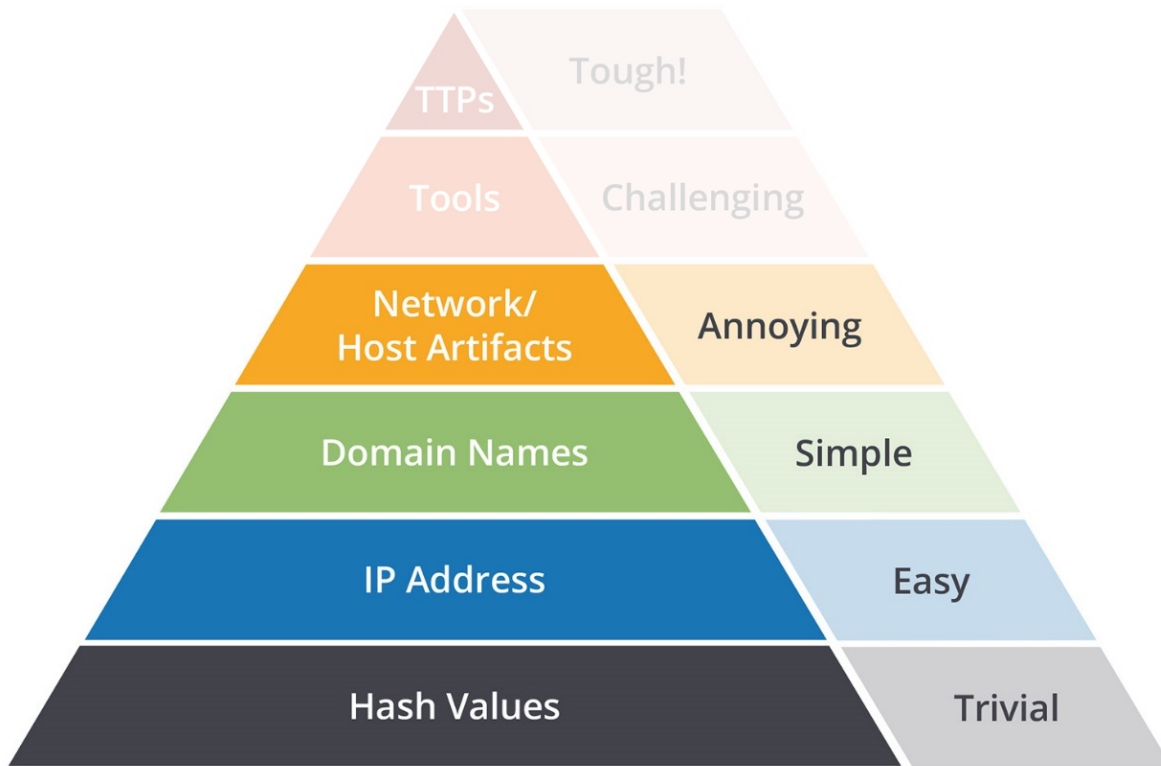 TTPs
Tough!
Tools
Challenging
Network/
Host Artifacts
Annoying
Domain Names
Simple
IP Address
Easy
Hash Values
Trivial